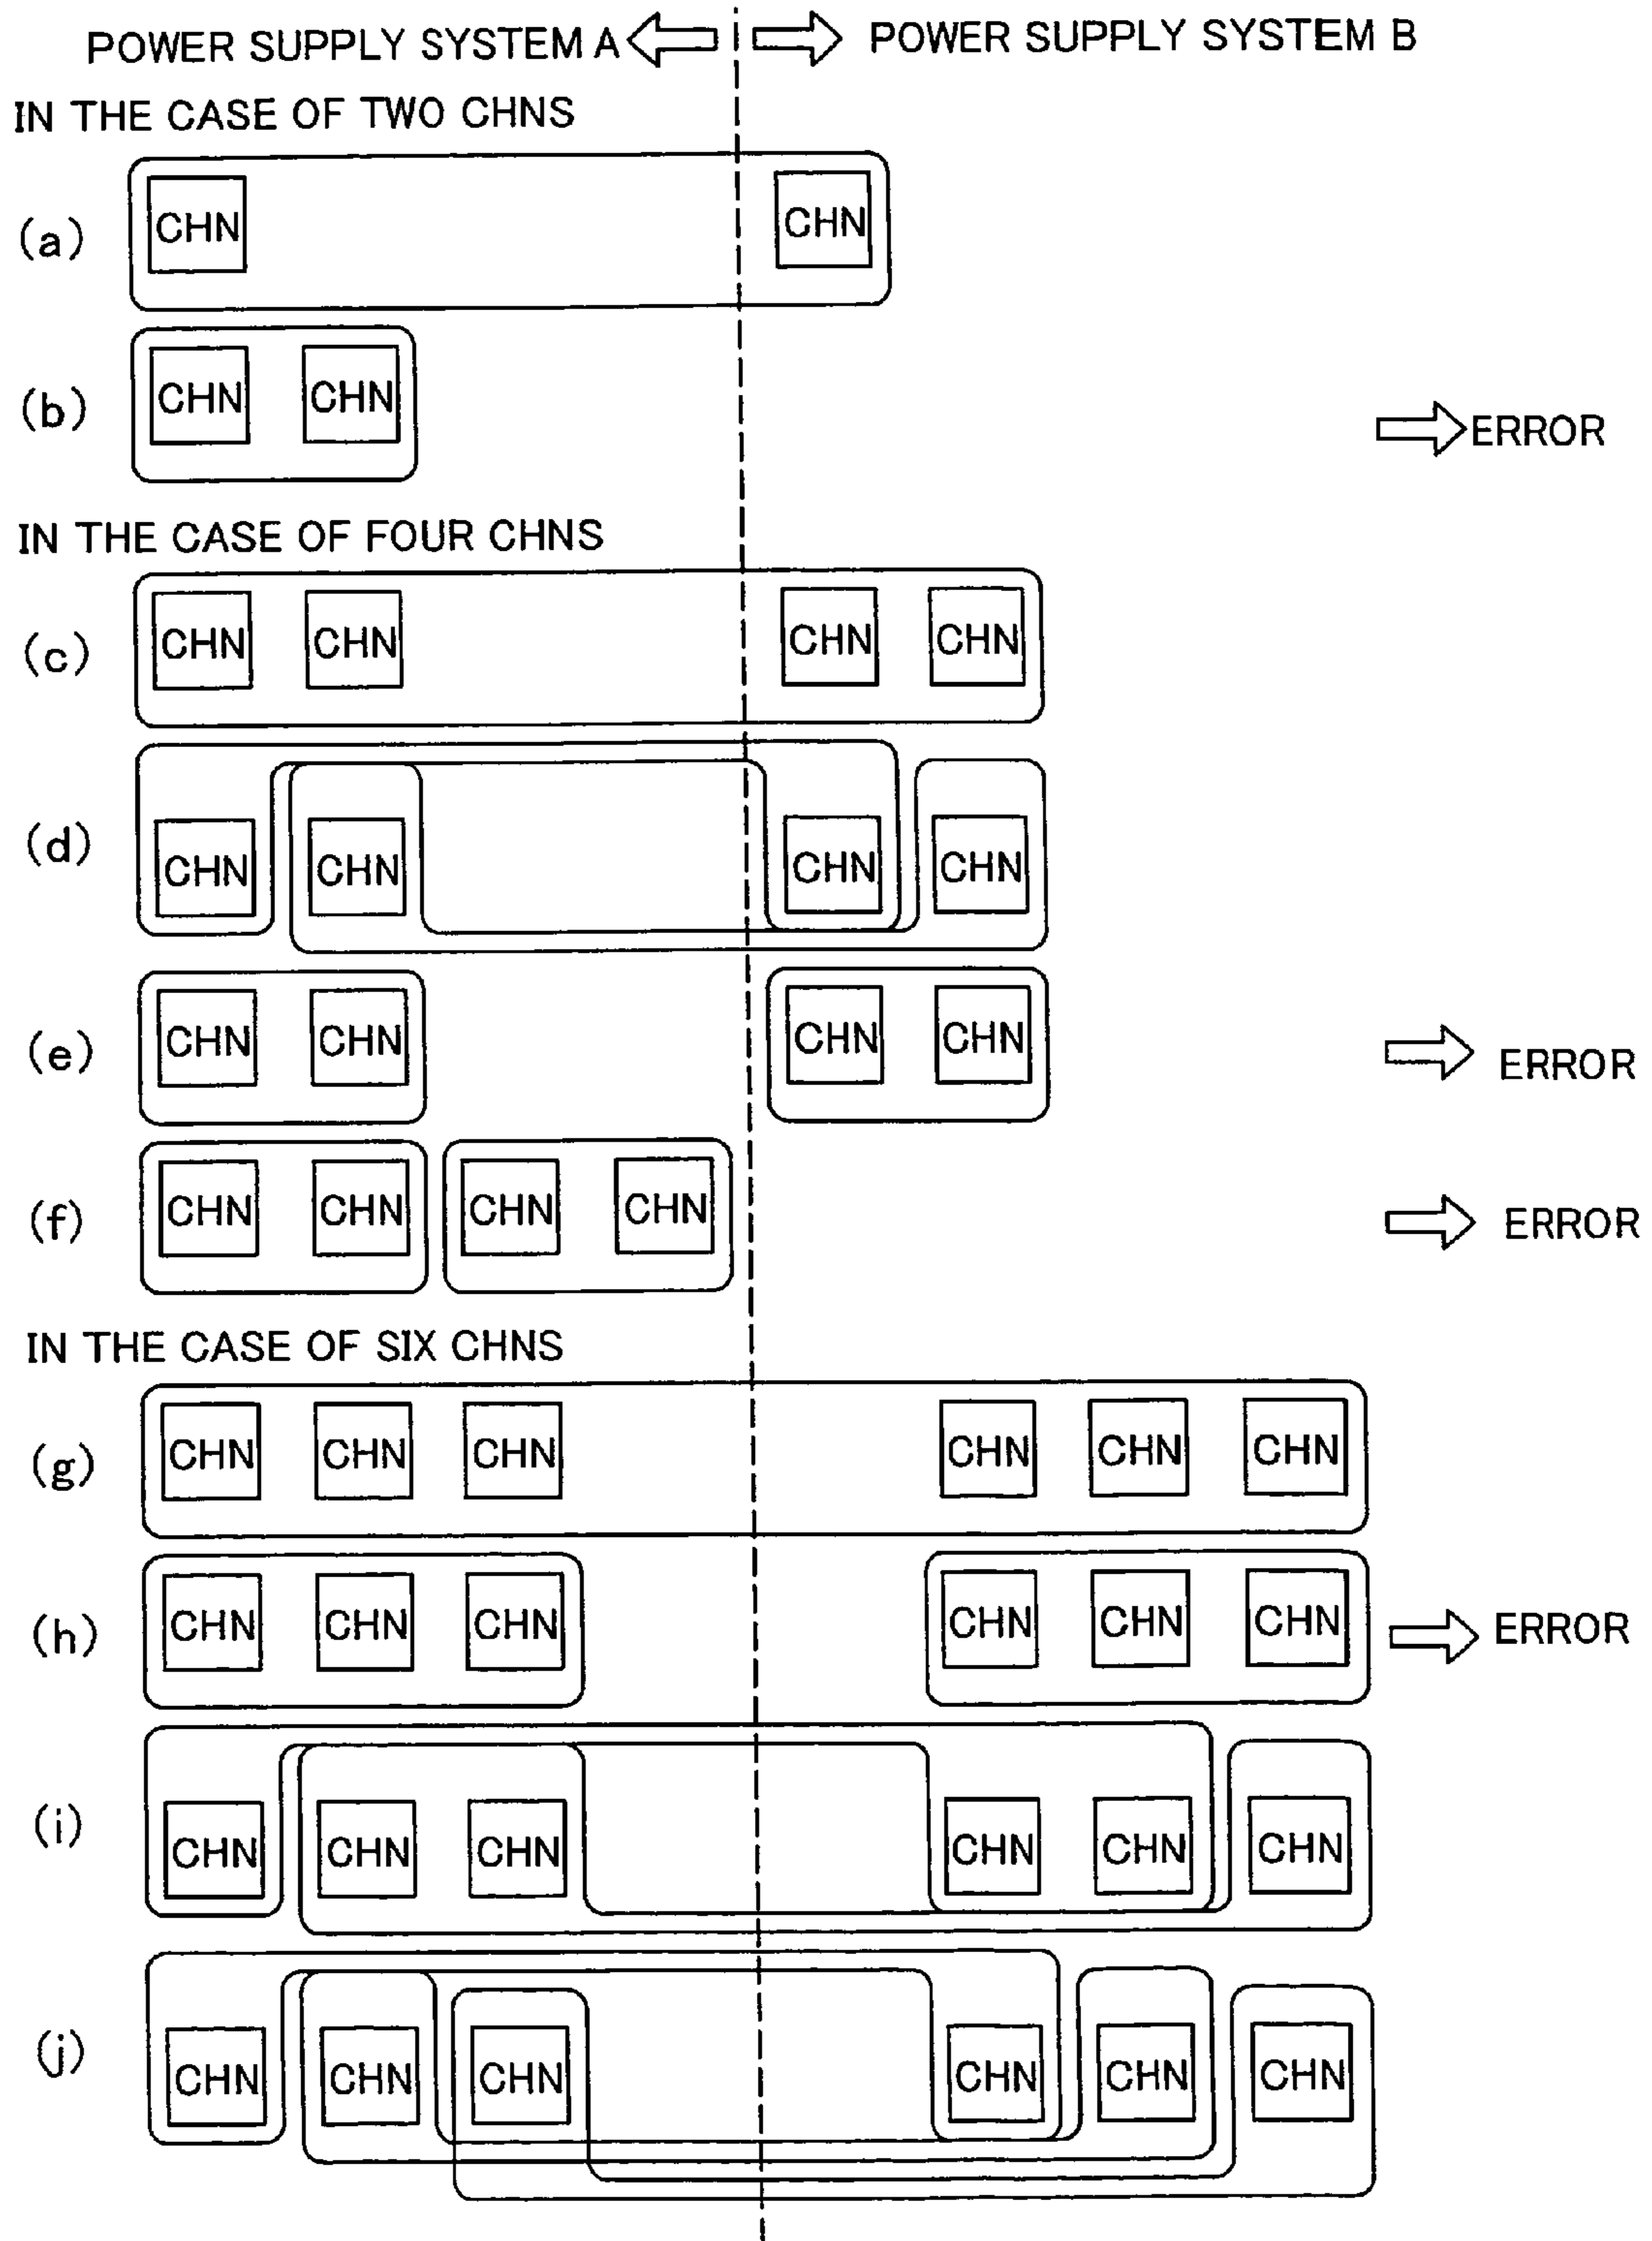 POWER SUPPLY SYSTEM A POWER SUPPLY SYSTEM B
IN THE CASE OF TWO CHNS
(a) CHN CHN
(b) CHN CHN ERROR
IN THE CASE OF FOUR CHNS
(c) CHN CHN CHN CHN
(d) CHN CHN CHN CHN
(e) CHN CHN CHN CHN ERROR
(f) CHN CHN CHN CHN ERROR
IN THE CASE OF SIX CHNS
(g) CHN CHN CHN CHN CHN CHN
(h) CHN CHN CHN CHN CHN CHN ERROR
(i) CHN CHN CHN CHN CHN CHN
(j) CHN CHN CHN CHN CHN CHN